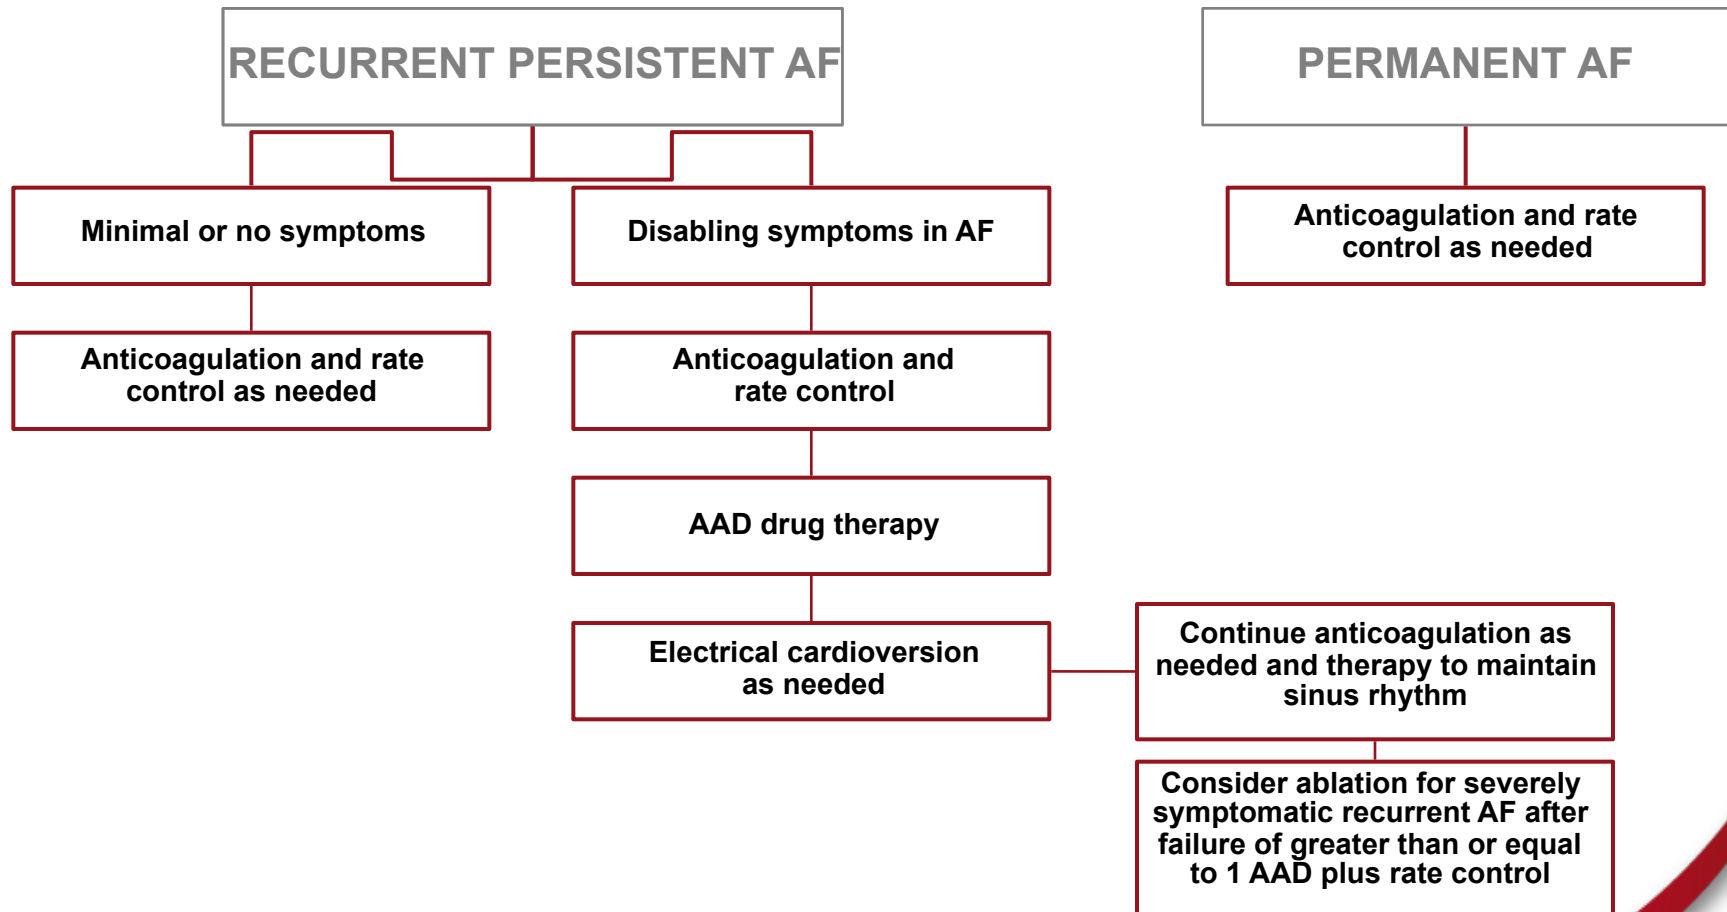 RECURRENT PERSISTENT AF
PERMANENT AF
Minimal or no symptoms
Disabling symptoms in AF
Anticoagulation and rate
control as needed
Anticoagulation and rate
control as needed
Anticoagulation and
rate control
AAD drug therapy
Electrical cardioversion
as needed
Continue anticoagulation as
needed and therapy to maintain
sinus rhythm
Consider ablation for severely
symptomatic recurrent AF after
failure of greater than or equal
to 1 AAD plus rate control